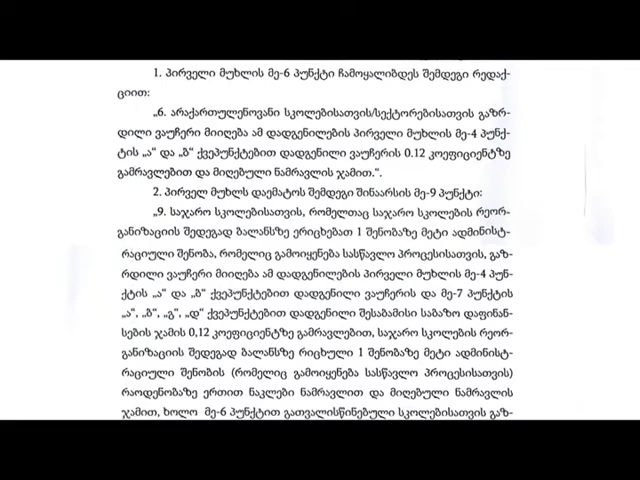 1. პირველი მუხლის მე-6 პუნქტი ჩამოყალიბდეს შემდეგი რედაქ-
ციით:
„6. არაქართულენოვანი სკოლებისათვის/სექტორებისათვის გაზრ-
დილი ვაუჩერი მიიღება ამ დადგენილების პირველი მუხლის მე-4 პუნქ-
ტის „ა“ და „ბ“ ქვეპუნქტებით დადგენილი ვაუჩერის 0.12 კოეფიციენტზე
გამრავლებით და მიღებული ნამრავლის ჯამით.“.
2. პირველ მუხლს დაემატოს შემდეგი შინაარსის მე-9 პუნქტი:
„9. საჯარო სკოლებისათვის, რომელთაც საჯარო სკოლების რეორ-
განიზაციის შედეგად ბალანსზე ერიცხებათ 1 შენობაზე მეტი ადმინისტ-
რაციული შენობა, რომელიც გამოიყენება სასწავლო პროცესისათვის, გაზ-
რდილი ვაუჩერი მიიღება ამ დადგენილების პირველი მუხლის მე-4 პუნ-
ქტის „ა“ და „ბ“ ქვეპუნქტებით დადგენილი ვაუჩერის და მე-7 პუნქტის
„ა“, „ბ“, „გ“, „დ“ ქვეპუნქტებით დადგენილი შესაბამისი საბაზო დაფინან-
სების ჯამის 0,12 კოეფიციენტზე გამრავლებით, საჯარო სკოლების რეორ-
განიზაციის შედეგად ბალანსზე რიცხული 1 შენობაზე მეტი ადმინისტ-
რაციული შენობის (რომელიც გამოიყენება სასწავლო პროცესისათვის)
რაოდენობაზე ერთით ნაკლები ნამრავლით და მიღებული ნამრავლის
ჯამით, ხოლო მე-6 პუნქტით გათვალისწინებული სკოლებისათვის გაზ-